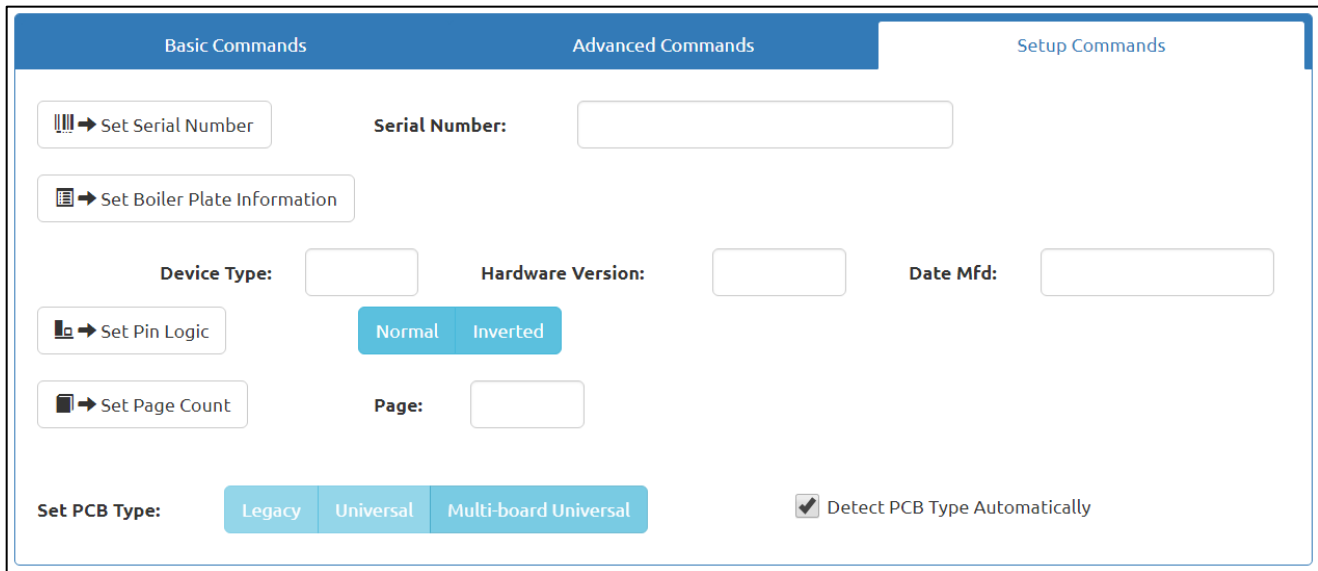 Basic Commands Advanced Commands Setup Commands
Set Serial Number Serial Number:
Set Boiler Plate Information
Device Type: Hardware Version: Date Mfd:
Set Pin Logic Normal Inverted
Set Page Count Page:
Set PCB Type: Legacy Universal Multi-board Universal Detect PCB Type Automatically